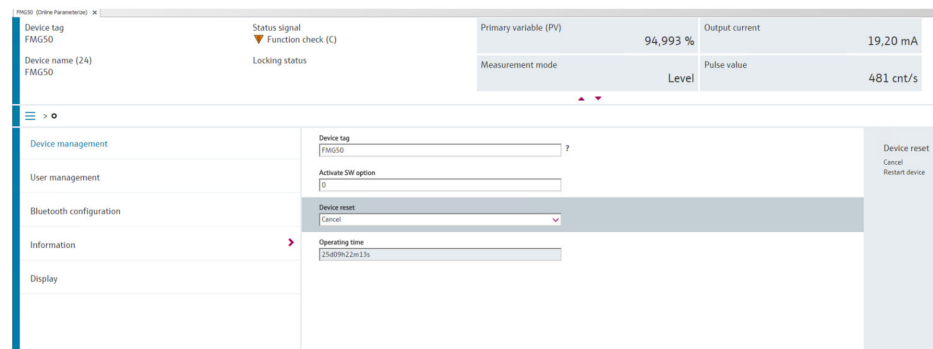 FMG50 (Online Parameterize) x
Device tag
FMG50
Status signal
Function check (C)
Primary variable (PV)
94,993 %
Output current
19,20 mA
Device name (24)
FMG50
Locking status
Measurement mode
Level
Pulse value
481 cnt/s
Device management
User management
Bluetooth configuration
Information
Display
Device tag
FMG50 ?
Activate SW option
0
Device reset
Cancel
Operating time
25d09h22m13s
Device reset
Cancel
Restart device